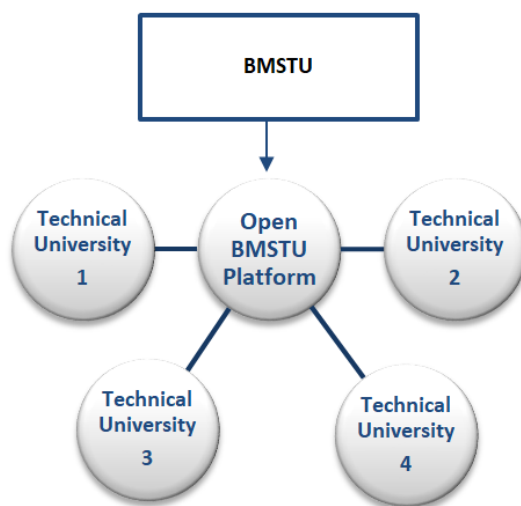 BMSTU
Technical
University
1
Open
BMSTU
Platform
Technical
University
2
Technical
University
3
Technical
University
4